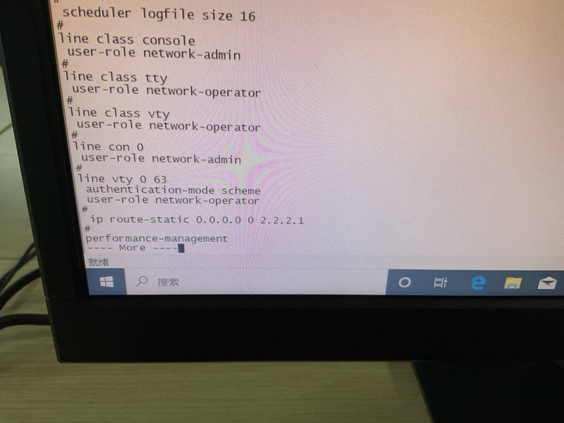 scheduler logfile size 16
#
line class console
user-role network-admin
#
line class tty
user-role network-operator
#
line class vty
user-role network-operator
#
line con 0
user-role network-admin
#
line vty 0 63
authentication-mode scheme
user-role network-operator
#
ip route-static 0.0.0.0 0 2.2.2.1
#
performance-management
---- More ----
就绪
搜索